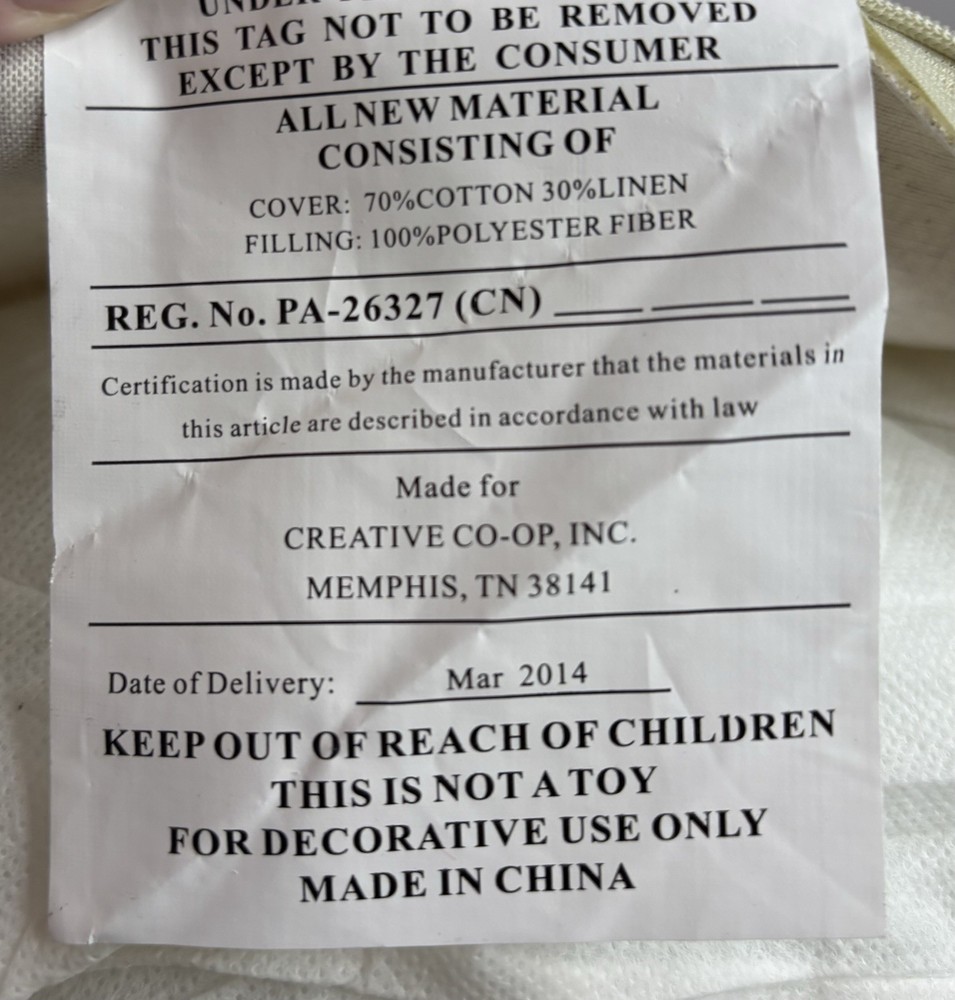 UNDER
THIS TAG NOT TO BE REMOVED
EXCEPT BY THE CONSUMER
ALL NEW MATERIAL
CONSISTING OF
COVER: 70%COTTON 30%LINEN
FILLING: 100%POLYESTER FIBER
REG. No. PA-26327 (CN)
Certification is made by the manufacturer that the materials in
this article are described in accordance with law
Made for
CREATIVE CO-OP, INC.
MEMPHIS, TN 38141
Date of Delivery: Mar 2014
KEEP OUT OF REACH OF CHILDREN
THIS IS NOT A TOY
FOR DECORATIVE USE ONLY
MADE IN CHINA